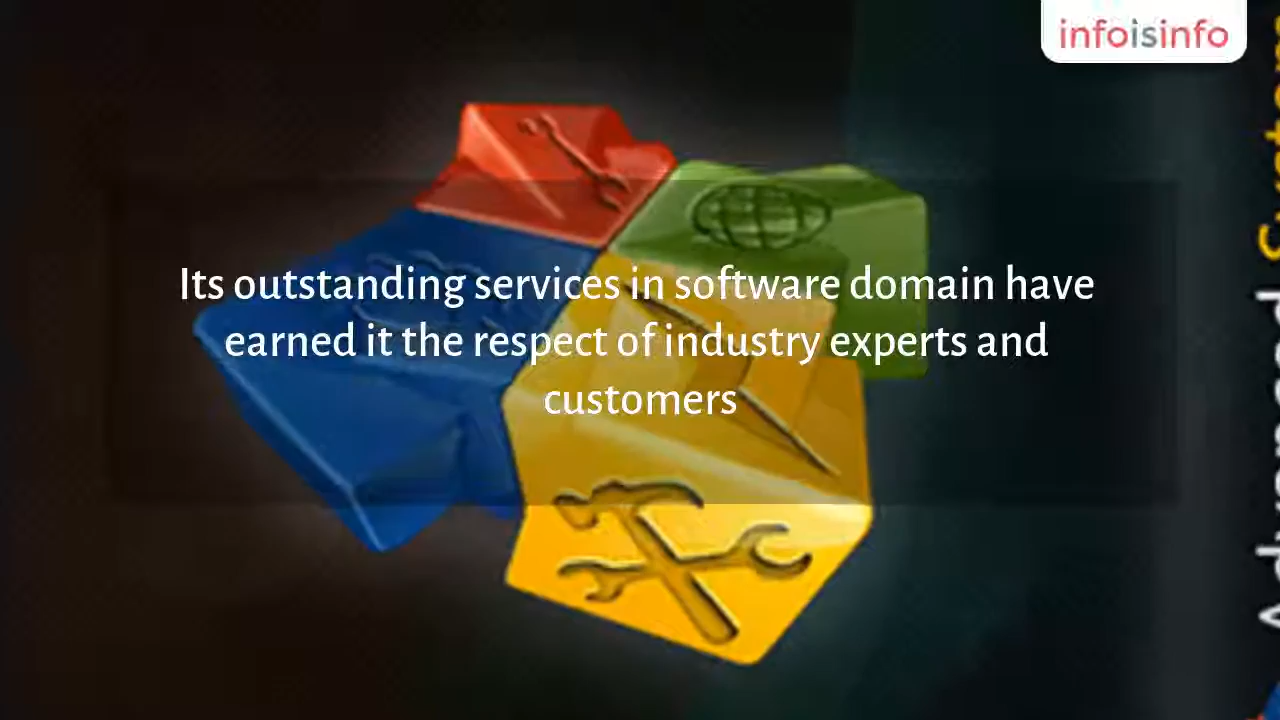 infoisinfo
Its outstanding services in software domain have
earned it the respect of industry experts and
customers